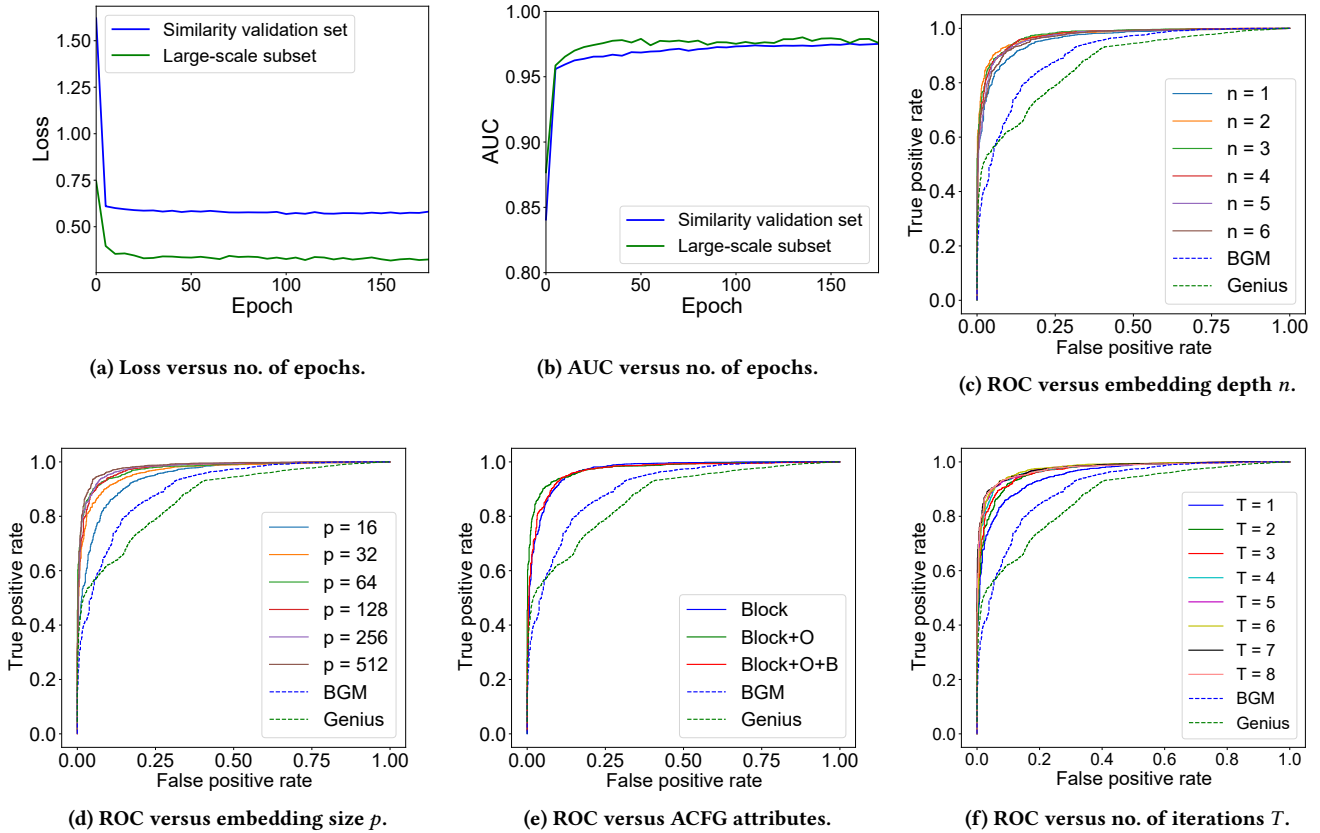 1.50
1.25
1.00
0.75
0.50
Loss
0 50 100 150
Epoch
Similarity validation set
Large-scale subset
(a) Loss versus no. of epochs.
1.00
0.95
0.90
0.85
0.80
AUC
0 50 100 150
Epoch
Similarity validation set
Large-scale subset
(b) AUC versus no. of epochs.
1.0
0.8
0.6
0.4
0.2
0.0
True positive rate
0.00 0.25 0.50 0.75 1.00
False positive rate
n = 1
n = 2
n = 3
n = 4
n = 5
n = 6
BGM
Genius
(c) ROC versus embedding depth n.
1.0
0.8
0.6
0.4
0.2
0.0
True positive rate
0.00 0.25 0.50 0.75 1.00
False positive rate
p = 16
p = 32
p = 64
p = 128
p = 256
p = 512
BGM
Genius
(d) ROC versus embedding size p.
1.0
0.8
0.6
0.4
0.2
0.0
True positive rate
0.00 0.25 0.50 0.75 1.00
False positive rate
Block
Block+O
Block+O+B
BGM
Genius
(e) ROC versus ACFG attributes.
1.0
0.8
0.6
0.4
0.2
0.0
True positive rate
0.0 0.2 0.4 0.6 0.8 1.0
False positive rate
T = 1
T = 2
T = 3
T = 4
T = 5
T = 6
T = 7
T = 8
BGM
Genius
(f) ROC versus no. of iterations T.